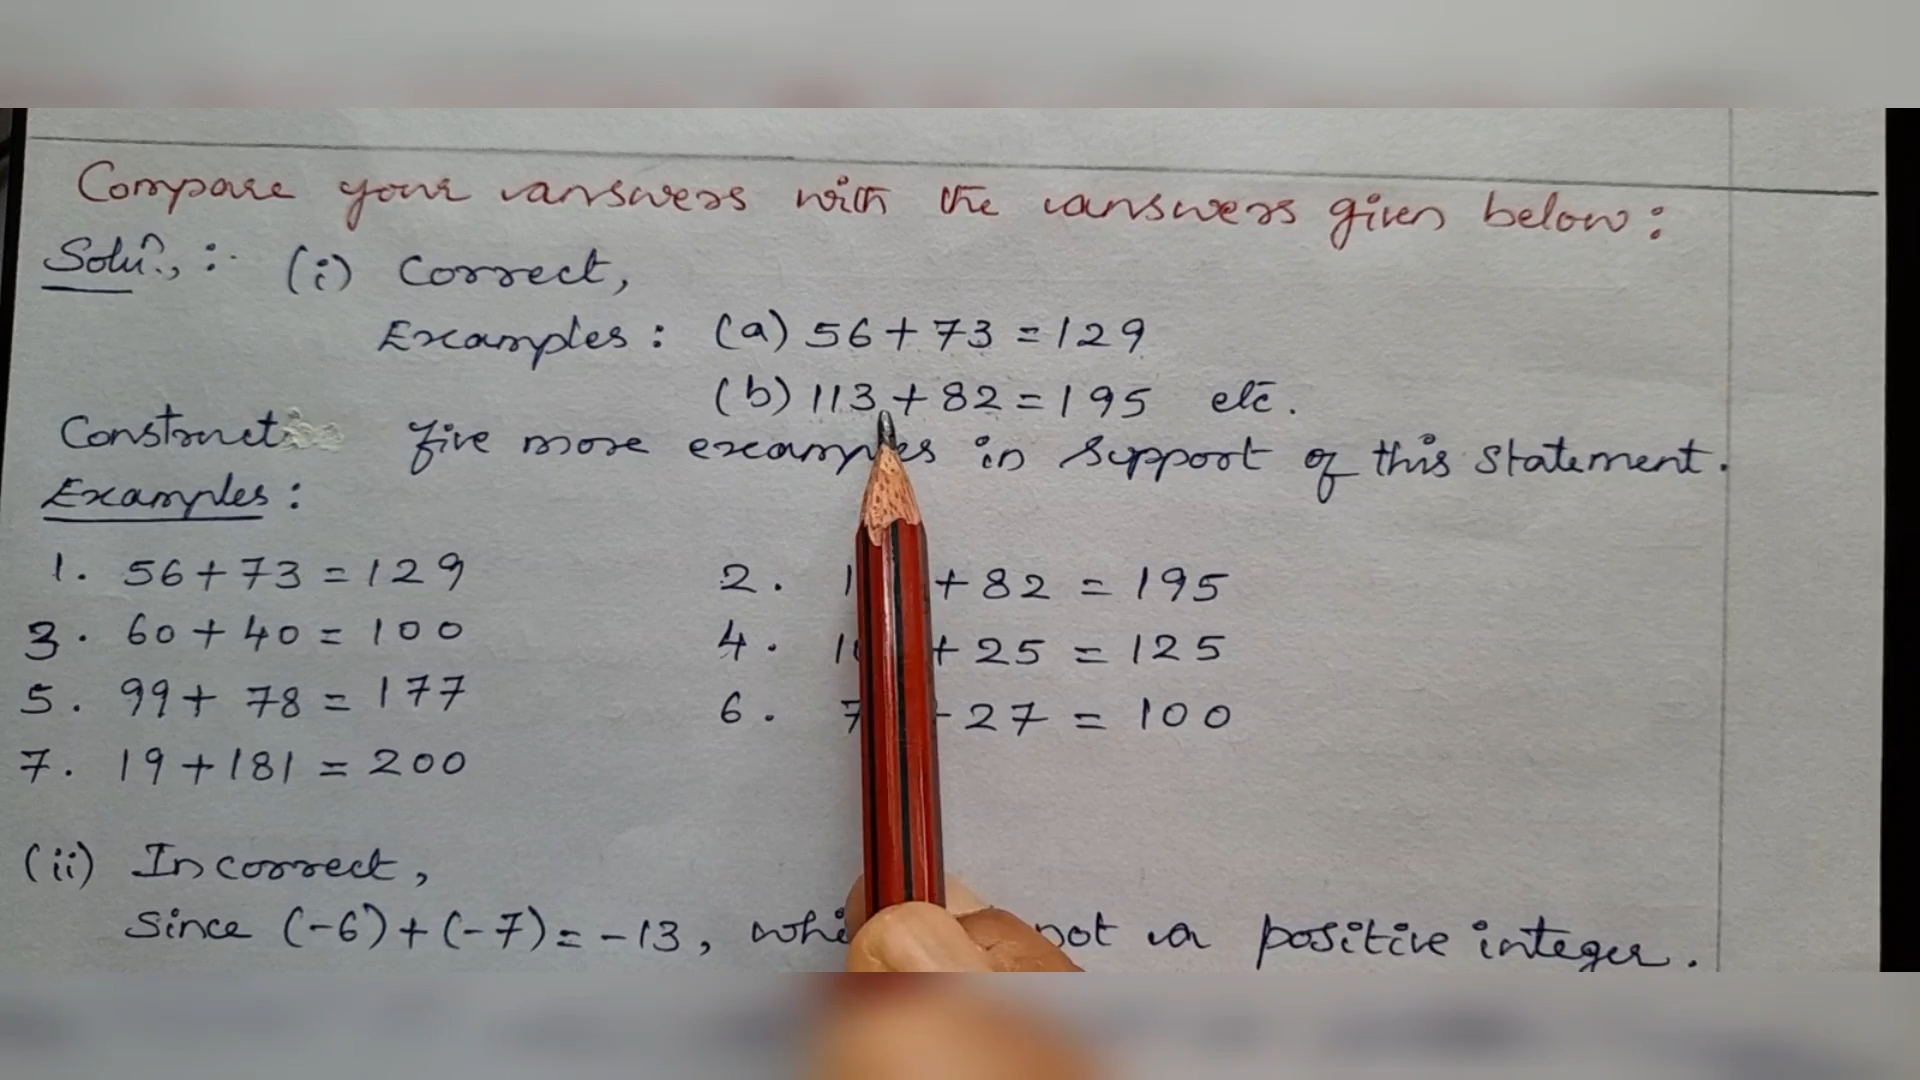 Compare your answers with the answers given below:
Solun., :- (i) Correct,
Examples: (a) 56+73=129
(b) 113+82=195 etc.
Construct five more examples in support of this statement.
Examples:
1. 56+73=129 2. + 82 = 195
3. 60+40=100 4. + 25 = 125
5. 99+ 78 = 177 6. 27 = 100
7. 19+181 = 200
(ii) Incorrect,
Since (-6)+(-7)=-13, not a positive integer.